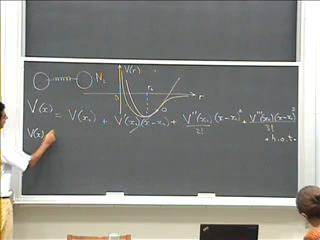 V(r)
N₂
r₀
r
V(x) = V(x₀) + V'(x₀)(x-x₀) + V''(x₀)(x-x₀)² / 2! + V'''(x₀)(x-x₀)³ / 3!
+ h.o.t.
V(x)